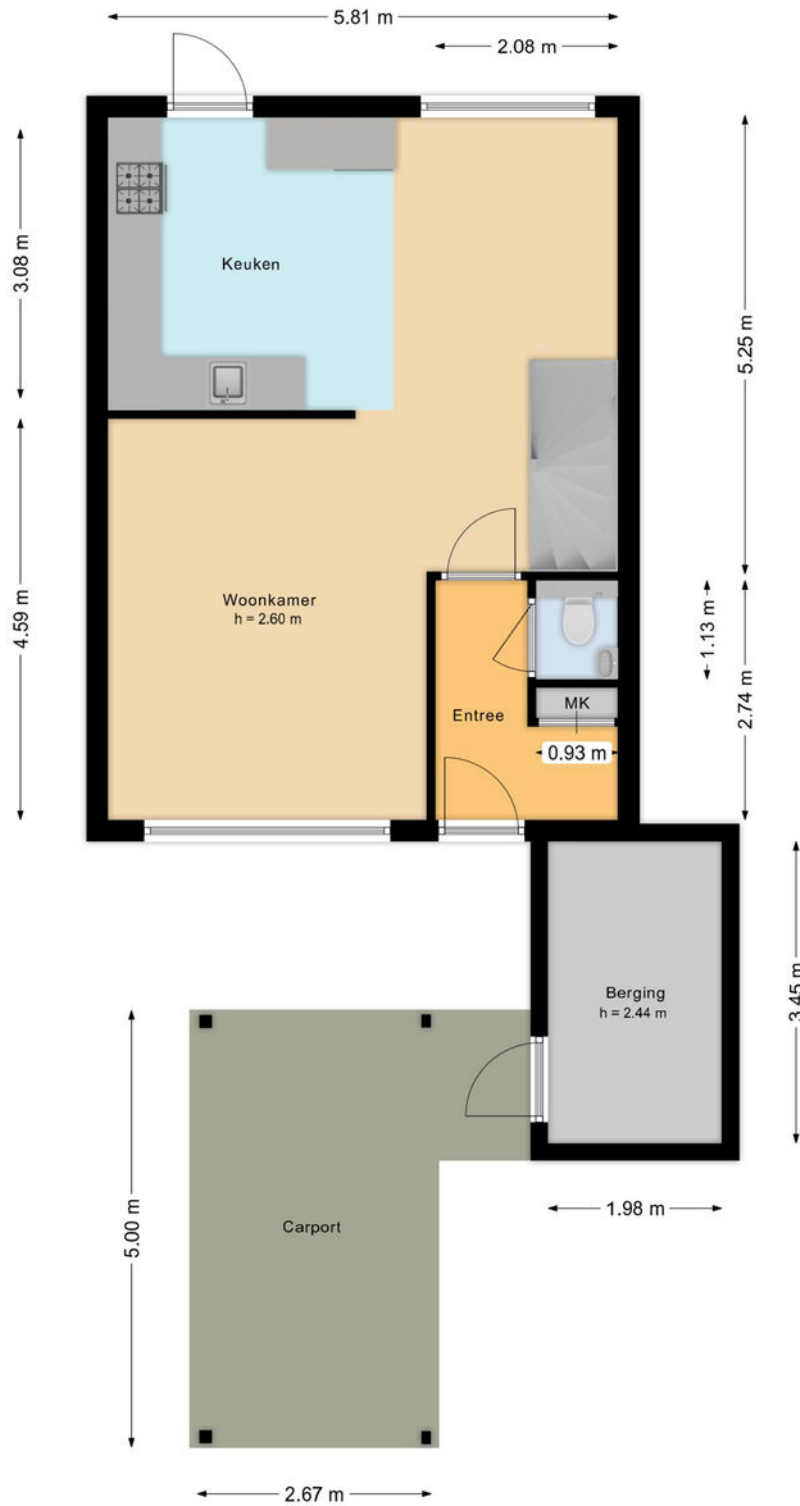 5.81 m
2.08 m
3.08 m
Keuken
5.25 m
4.59 m
Woonkamer
h = 2.60 m
1.13 m
2.74 m
MK
Entree
0.93 m
Berging
h = 2.44 m
3.45 m
5.00 m
Carport
1.98 m
2.67 m